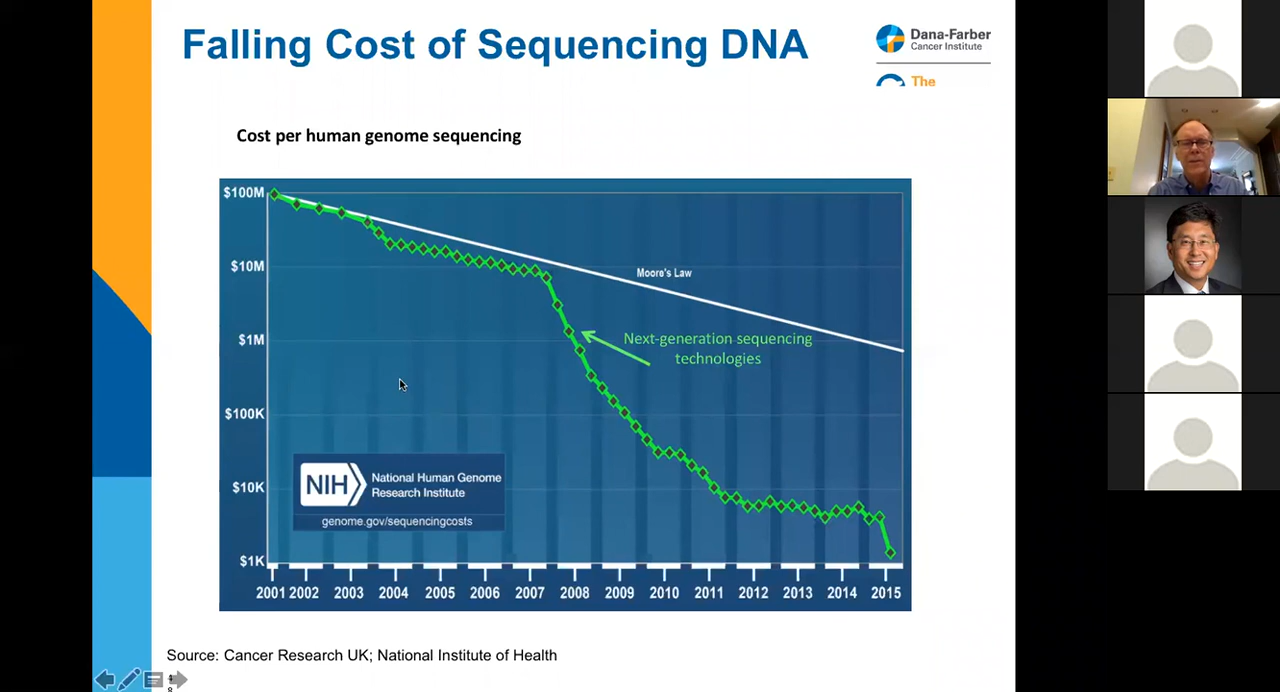 Falling Cost of Sequencing DNA
Dana-Farber
Cancer Institute
The
Cost per human genome sequencing
$100M
$10M
$1M
$100K
$10K
$1K
Moore's Law
Next-generation sequencing
technologies
NIH
National Human Genome
Research Institute
genome.gov/sequencingcosts
2001 2002 2003 2004 2005 2006 2007 2008 2009 2010 2011 2012 2013 2014 2015
Source: Cancer Research UK; National Institute of Health